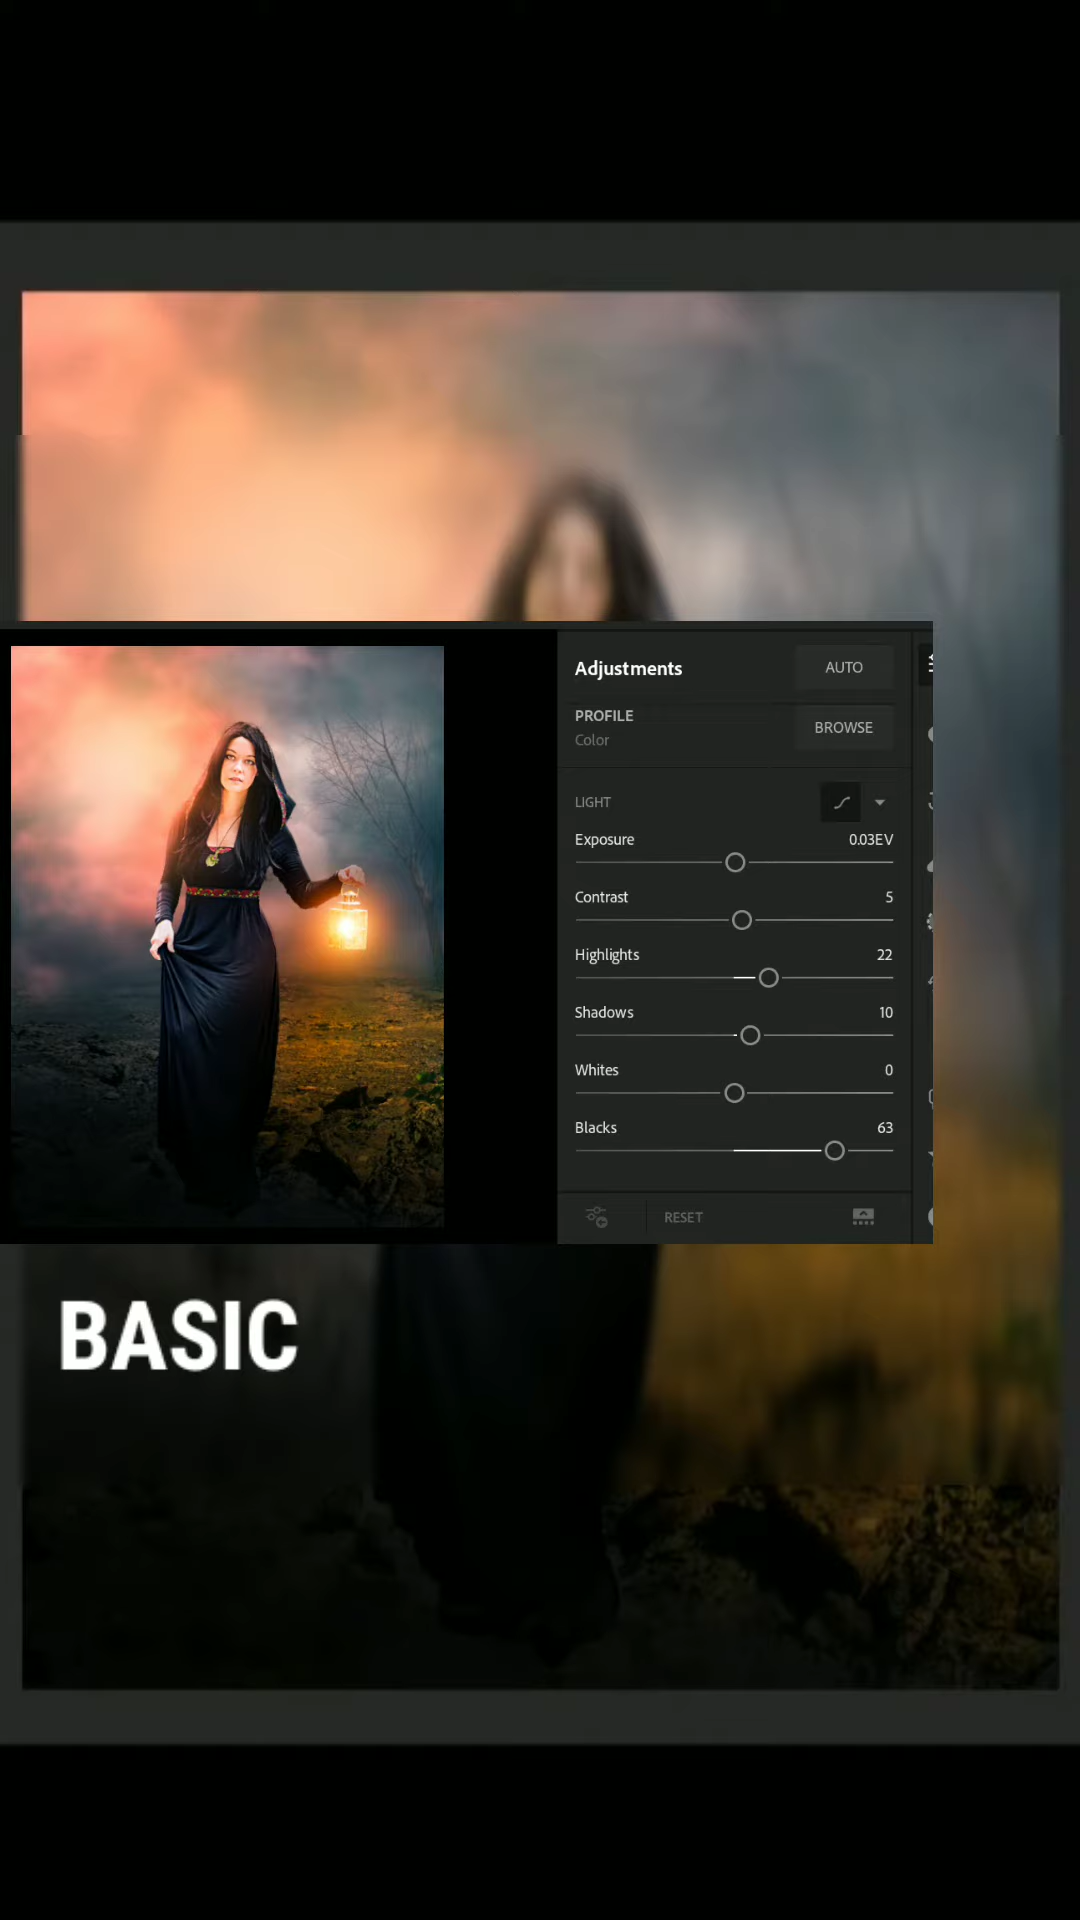 Adjustments AUTO
PROFILE
Color BROWSE
LIGHT
Exposure 0.03EV
Contrast 5
Highlights 22
Shadows 10
Whites 0
Blacks 63
RESET
BASIC